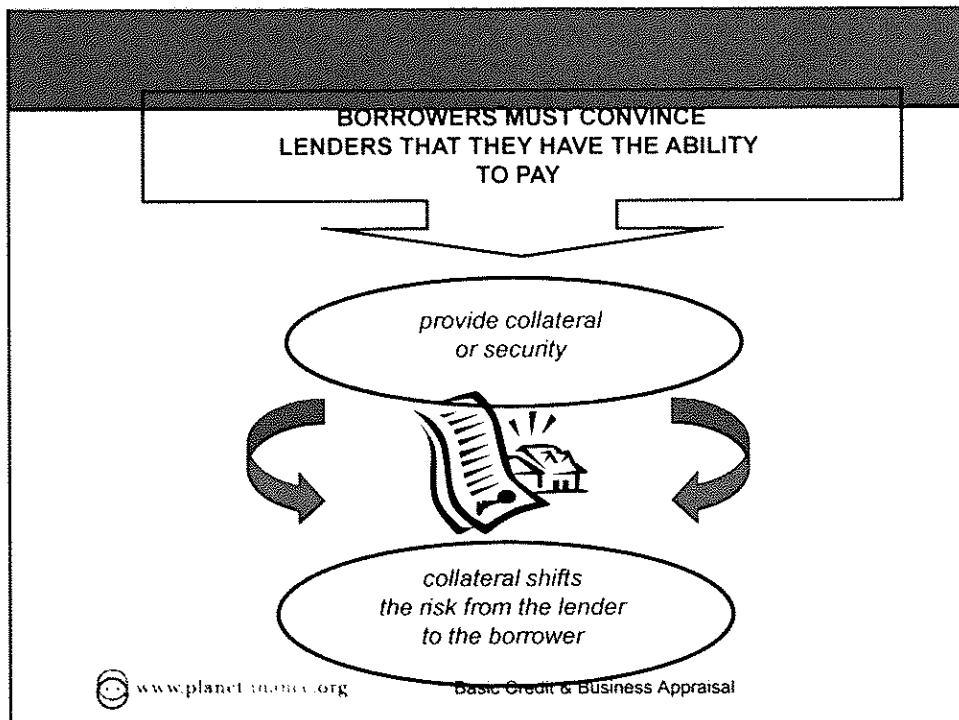 BORROWERS MUST CONVINCE
LENDERS THAT THEY HAVE THE ABILITY
TO PAY
provide collateral
or security
collateral shifts
the risk from the lender
to the borrower
Basic Credit & Business Appraisal